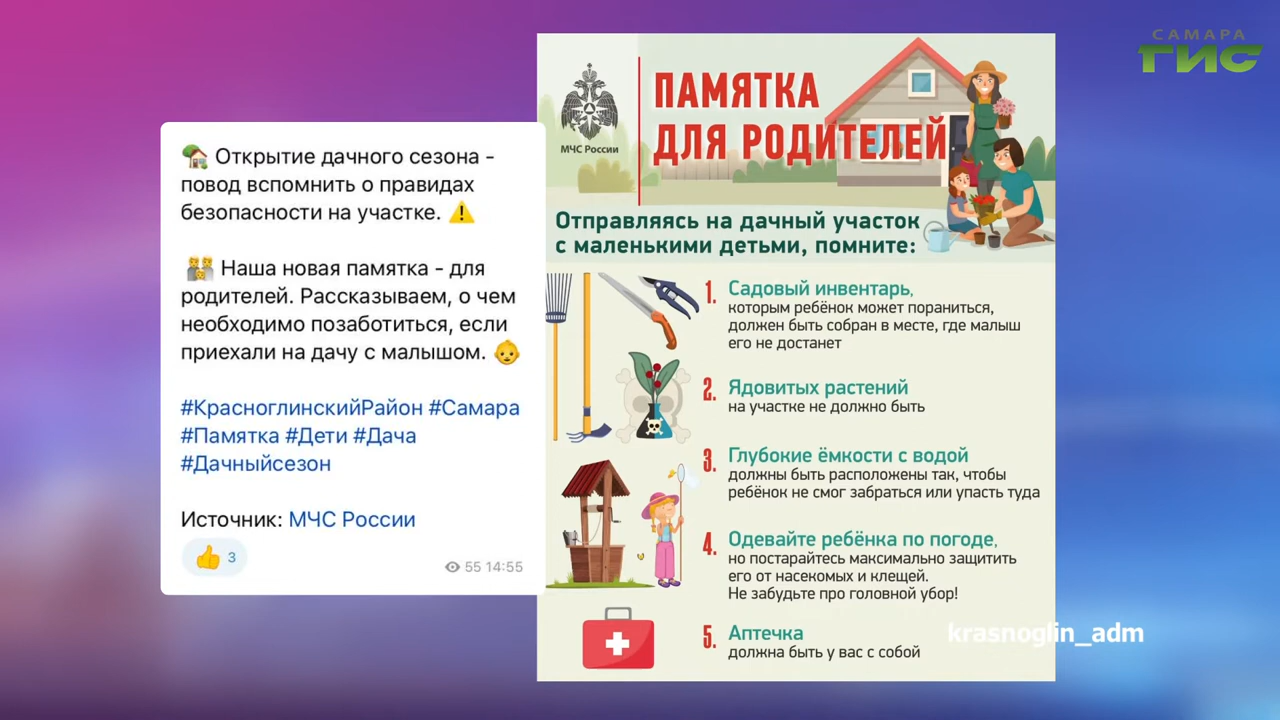 САМАРА
ГИС
🏡 Открытие дачного сезона -
повод вспомнить о правидах
безопасности на участке. ⚠️
Наша новая памятка - для
родителей. Рассказываем, о чем
необходимо позаботиться, если
приехали на дачу с малышом. 👶
#КрасноглинскийРайон #Самара
#Памятка #Дети #Дача
#Дачныйсезон
Источник: МЧС России
👍 3
55 14:55
МЧС России
ПАМЯТКА
ДЛЯ РОДИТЕЛЕЙ
Отправляясь на дачный участок
с маленькими детьми, помните:
1. Садовый инвентарь,
которым ребёнок может пораниться,
должен быть собран в месте, где малыш
его не достанет
2. Ядовитых растений
на участке не должно быть
3. Глубокие ёмкости с водой
должны быть расположены так, чтобы
ребёнок не смог забраться или упасть туда
4. Одевайте ребёнка по погоде,
но постарайтесь максимально защитить
его от насекомых и клещей.
Не забудьте про головной убор!
5. Аптечка
должна быть у вас с собой
krasnoglin_adm